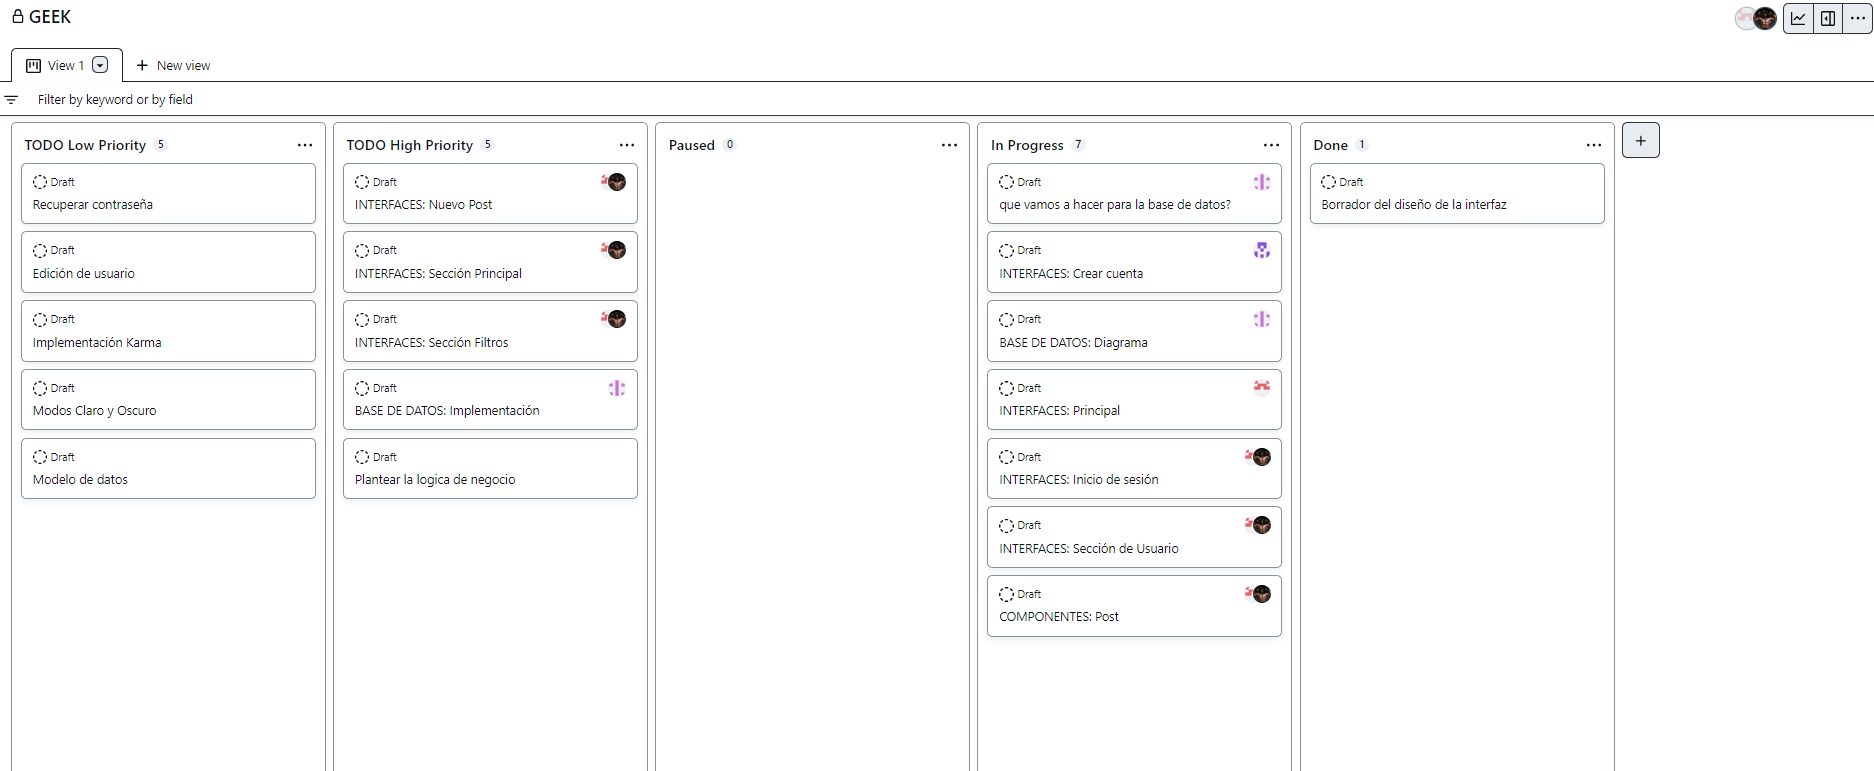 GEEK
View 1
New view
Filter by keyword or by field
TODO Low Priority 5
Draft
Recuperar contraseña
Draft
Edición de usuario
Draft
Implementación Karma
Draft
Modos Claro y Oscuro
Draft
Modelo de datos
TODO High Priority 5
Draft
INTERFACES: Nuevo Post
Draft
INTERFACES: Sección Principal
Draft
INTERFACES: Sección Filtros
Draft
BASE DE DATOS: Implementación
Draft
Plantear la logica de negocio
Paused 0
In Progress 7
Draft
que vamos a hacer para la base de datos?
Draft
INTERFACES: Crear cuenta
Draft
BASE DE DATOS: Diagrama
Draft
INTERFACES: Principal
Draft
INTERFACES: Inicio de sesión
Draft
INTERFACES: Sección de Usuario
Draft
COMPONENTES: Post
Done 1
Draft
Borrador del diseño de la interfaz